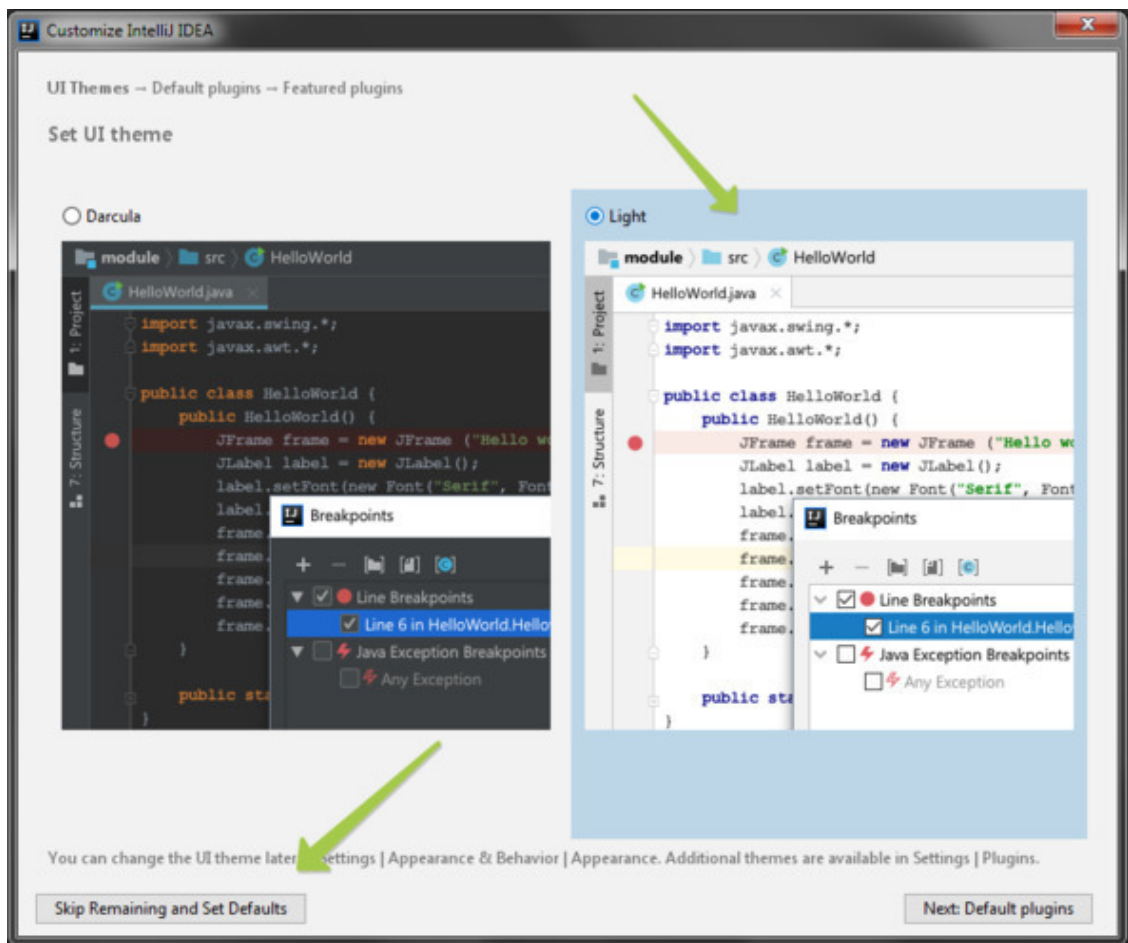 Customize IntelliJ IDEA
UI Themes → Default plugins → Featured plugins
Set UI theme
Darcula
module src HelloWorld
HelloWorld.java
1: Project
7: Structure
import javax.swing.*;
import javax.awt.*;
public class HelloWorld {
public HelloWorld() {
JFrame frame = new JFrame ("Hello wo
JLabel label = new JLabel();
label.setFont(new Font("Serif", Font
label.
frame.
frame.
frame.
frame.
frame.
}
public sta
}
Breakpoints
Line Breakpoints
Line 6 in HelloWorld.Hello
Java Exception Breakpoints
Any Exception
Light
module src HelloWorld
HelloWorld.java
1: Project
7: Structure
import javax.swing.*;
import javax.awt.*;
public class HelloWorld {
public HelloWorld() {
JFrame frame = new JFrame ("Hello wo
JLabel label = new JLabel();
label.setFont(new Font("Serif", Font
label.
frame.
frame.
frame.
frame.
frame.
}
public sta
}
Breakpoints
Line Breakpoints
Line 6 in HelloWorld.Hello
Java Exception Breakpoints
Any Exception
You can change the UI theme later ettings | Appearance & Behavior | Appearance. Additional themes are available in Settings | Plugins.
Skip Remaining and Set Defaults
Next: Default plugins